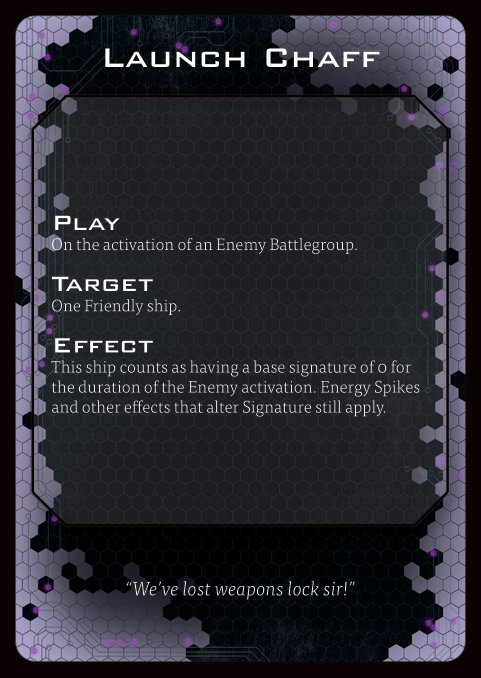 Launch Chaff
Play
On the activation of an Enemy Battlegroup.
Target
One Friendly ship.
Effect
This ship counts as having a base signature of 0 for
the duration of the Enemy activation. Energy Spikes
and other effects that alter Signature still apply.
“We’ve lost weapons lock sir!”